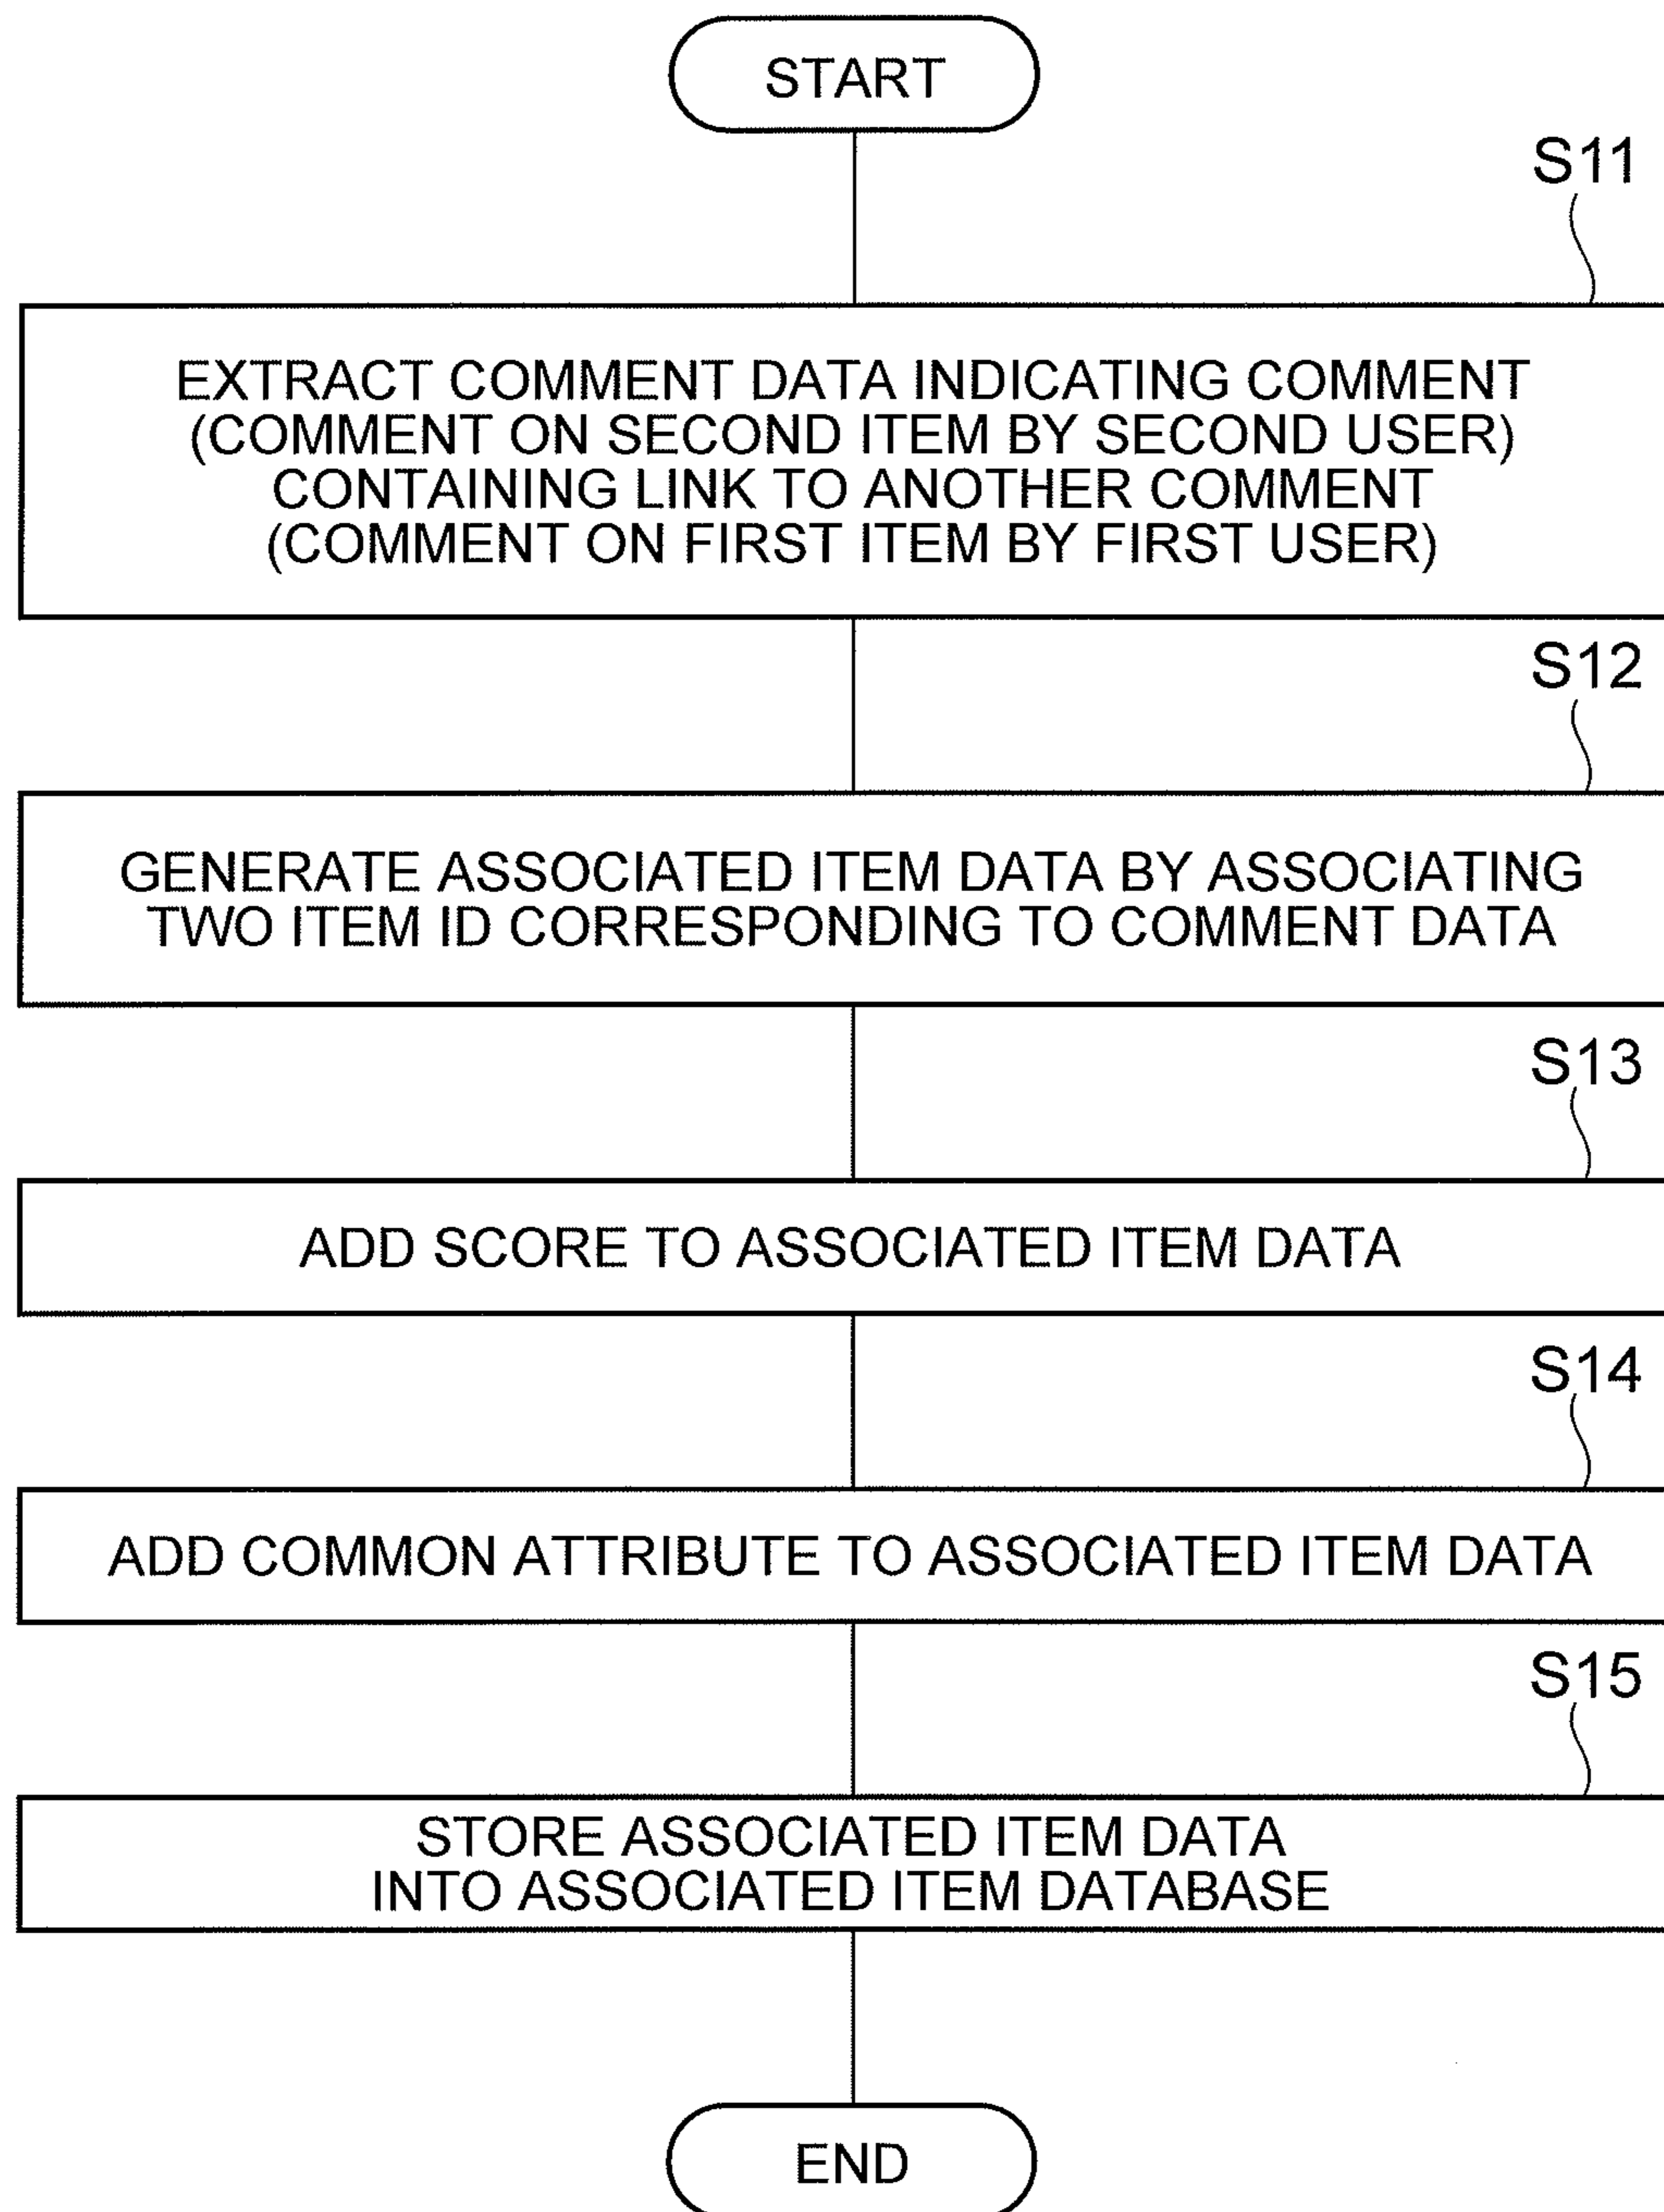 START
S11
EXTRACT COMMENT DATA INDICATING COMMENT
(COMMENT ON SECOND ITEM BY SECOND USER)
CONTAINING LINK TO ANOTHER COMMENT
(COMMENT ON FIRST ITEM BY FIRST USER)
S12
GENERATE ASSOCIATED ITEM DATA BY ASSOCIATING
TWO ITEM ID CORRESPONDING TO COMMENT DATA
S13
ADD SCORE TO ASSOCIATED ITEM DATA
S14
ADD COMMON ATTRIBUTE TO ASSOCIATED ITEM DATA
S15
STORE ASSOCIATED ITEM DATA
INTO ASSOCIATED ITEM DATABASE
END